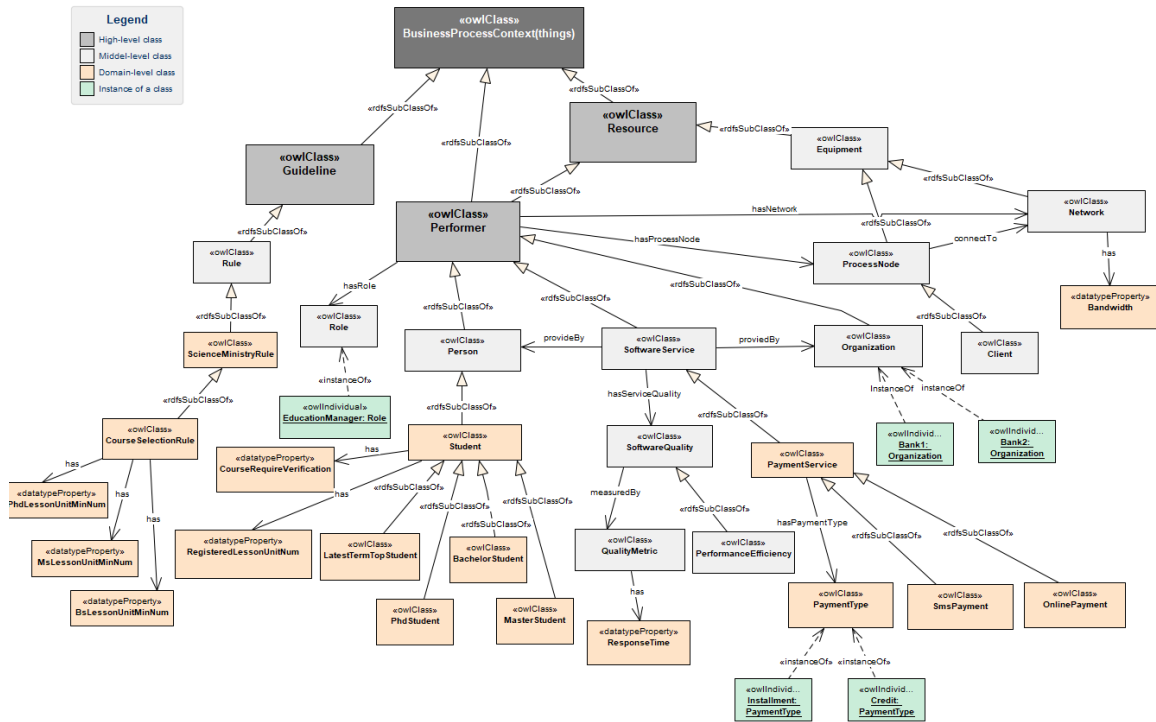 Legend
High-level class
Middel-level class
Domain-level class
Instance of a class
«owlClass»
BusinessProcessContext(things)
«rdfsSubClassOf»
«rdfsSubClassOf»
«rdfsSubClassOf»
«owlClass»
Resource
«rdfsSubClassOf»
«owlClass»
Equipment
«owlClass»
Guideline
«rdfsSubClassOf»
«rdfsSubClassOf»
«owlClass»
Performer
hasNetwork
«rdfsSubClassOf»
«owlClass»
Network
«rdfsSubClassOf»
hasProcessNode
connectTo
has
«owlClass»
Rule
«owlClass»
ProcessNode
hasRole
«rdfsSubClassOf»
«rdfsSubClassOf»
«rdfsSubClassOf»
«datatypeProperty»
Bandwidth
«rdfsSubClassOf»
«rdfsSubClassOf»
«owlClass»
Role
«owlClass»
Person
provideBy
«owlClass»
SoftwareService
proviedBy
«owlClass»
Organization
«owlClass»
Client
«owlClass»
ScienceMinistryRule
«instanceOf»
«rdfsSubClassOf»
hasServiceQuality
«rdfsSubClassOf»
InstanceOf
instanceOf
«rdfsSubClassOf»
«owlIndividual»
EducationManager: Role
«owlClass»
CourseSelectionRule
«owlClass»
Student
«owlClass»
SoftwareQuality
«owlClass»
PaymentService
«owlIndivid...
Bank1:
Organization
«owlIndivid...
Bank2:
Organization
has
has
has
has
has
«datatypeProperty»
CourseRequireVerification
«rdfsSubClassOf»
«rdfsSubClassOf»
«rdfsSubClassOf»
«rdfsSubClassOf»
measuredBy
«rdfsSubClassOf»
hasPaymentType
«rdfsSubClassOf»
«rdfsSubClassOf»
«datatypeProperty»
PhdLessonUnitMinNum
«datatypeProperty»
MsLessonUnitMinNum
«datatypeProperty»
RegisteredLessonUnitNum
«owlClass»
LatestTermTopStudent
«owlClass»
BachelorStudent
«owlClass»
QualityMetric
«owlClass»
PerformanceEfficiency
has
«datatypeProperty»
BsLessonUnitMinNum
«owlClass»
PhdStudent
«owlClass»
MasterStudent
«datatypeProperty»
ResponseTime
«owlClass»
PaymentType
«owlClass»
SmsPayment
«owlClass»
OnlinePayment
«instanceOf»
«instanceOf»
«owlIndivid...
Installment:
PaymentType
«owlIndivid...
Credit:
PaymentType